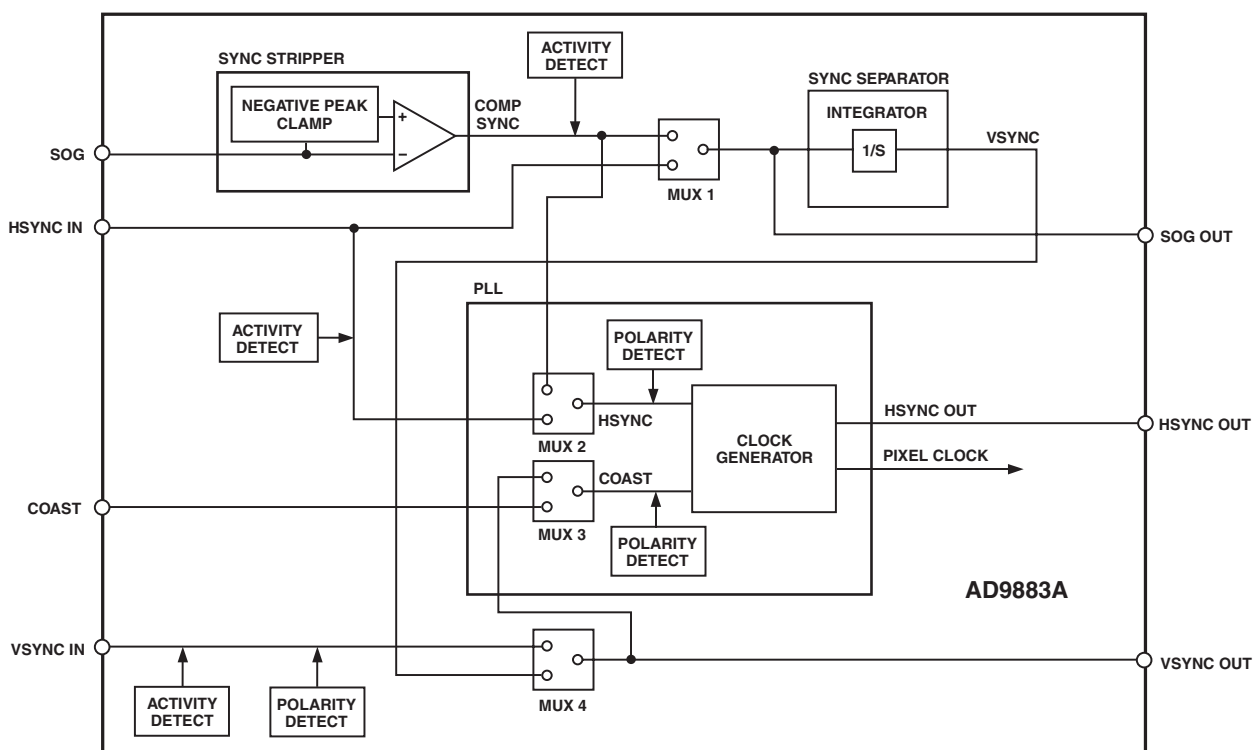 SYNC STRIPPER
NEGATIVE PEAK
CLAMP
+
−
COMP
SYNC
ACTIVITY
DETECT
SYNC SEPARATOR
INTEGRATOR
1/S
VSYNC
MUX 1
SOG
HSYNC IN
SOG OUT
PLL
ACTIVITY
DETECT
POLARITY
DETECT
MUX 2
HSYNC
CLOCK
GENERATOR
HSYNC OUT
HSYNC OUT
PIXEL CLOCK
COAST
COAST
MUX 3
POLARITY
DETECT
AD9883A
VSYNC IN
ACTIVITY
DETECT
POLARITY
DETECT
MUX 4
VSYNC OUT